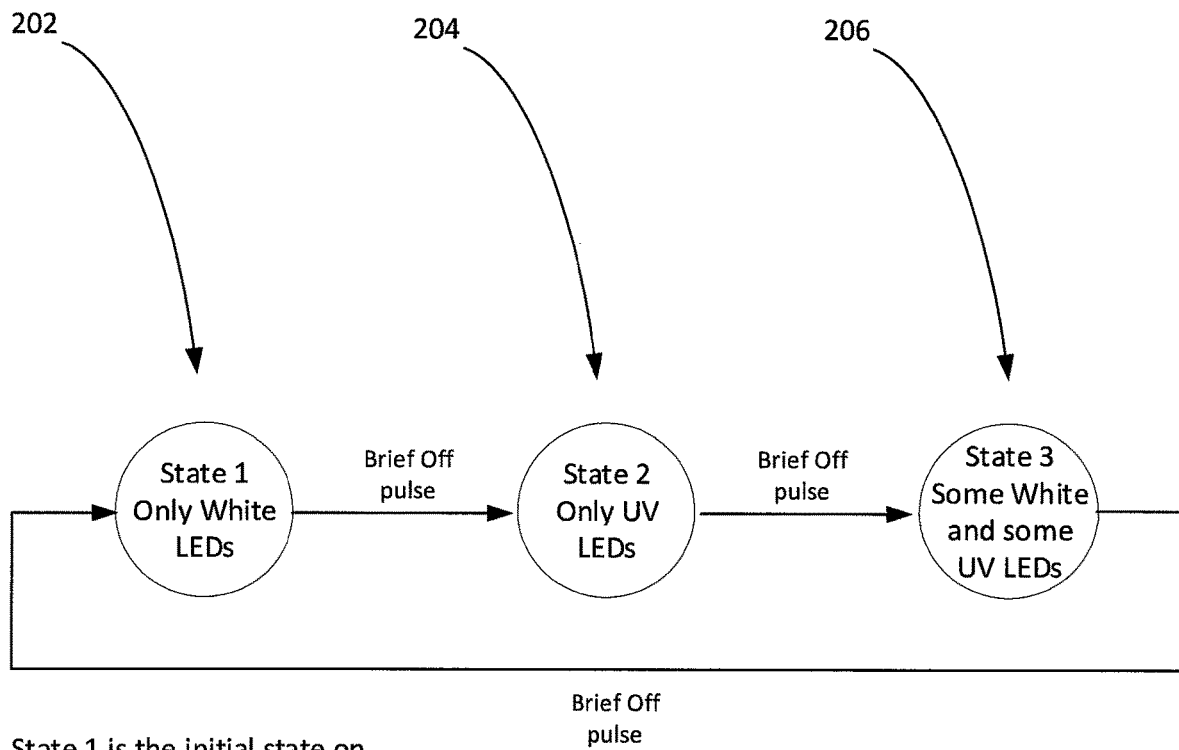 202
204
206
State 1
Only White
LEDs
Brief Off
pulse
State 2
Only UV
LEDs
Brief Off
pulse
State 3
Some White
and some
UV LEDs
Brief Off
pulse
State 1 is the initial state on